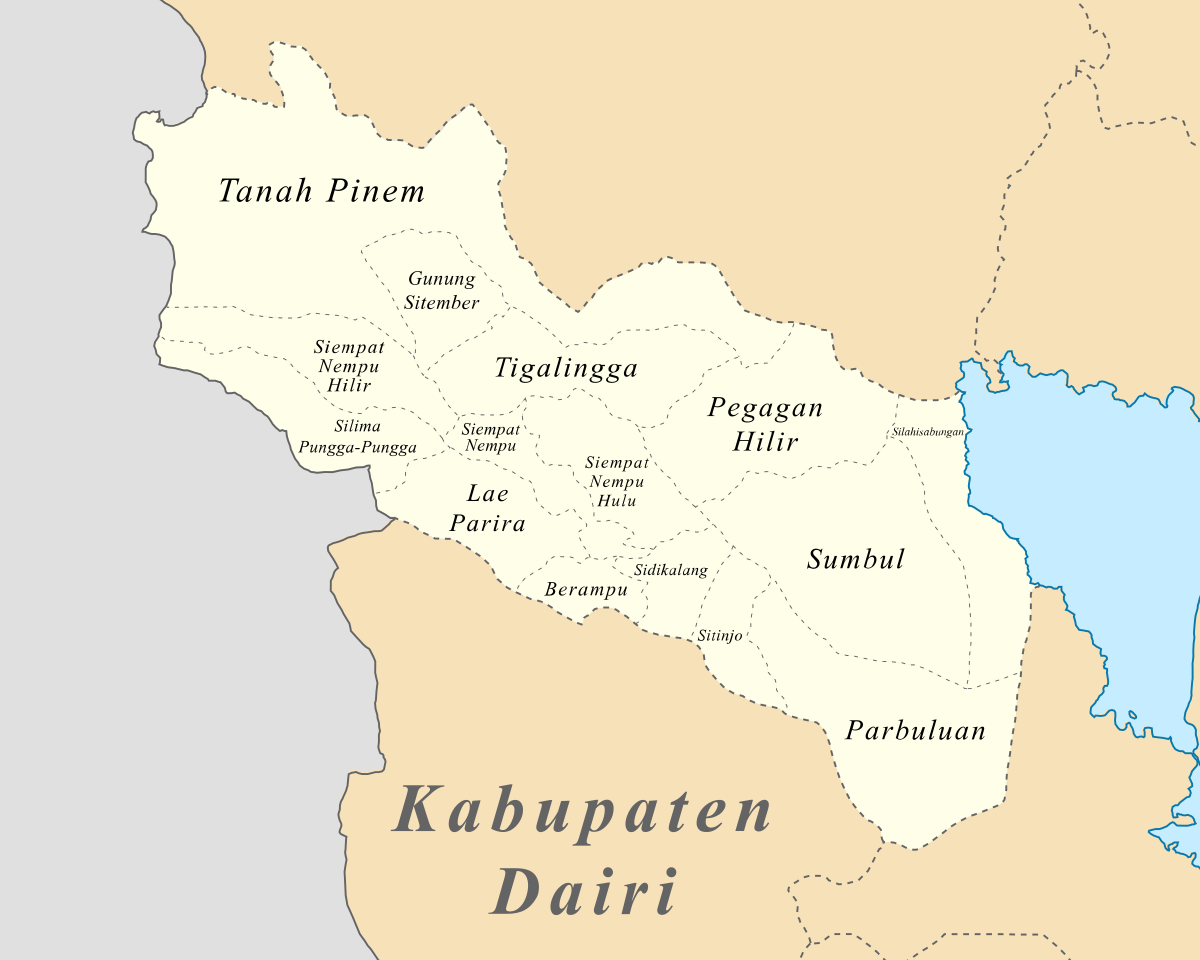 Tanah Pinem
Gunung
Sitember
Siempat
Nempu
Hilir
Tigalingga
Pegagan
Hilir
Silahisabungan
Silima
Pungga-Pungga
Siempat
Nempu
Siempat
Nempu
Hulu
Lae
Parira
Sumbul
Sidikalang
Berampu
Sitinjo
Parbuluan
Kabupaten
Dairi